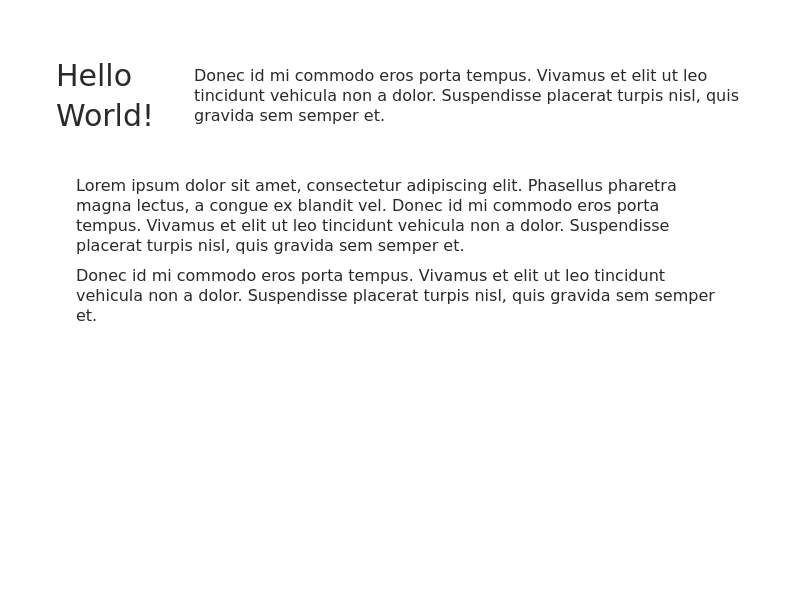 Hello
World!
Donec id mi commodo eros porta tempus. Vivamus et elit ut leo
tincidunt vehicula non a dolor. Suspendisse placerat turpis nisl, quis
gravida sem semper et.
Lorem ipsum dolor sit amet, consectetur adipiscing elit. Phasellus pharetra
magna lectus, a congue ex blandit vel. Donec id mi commodo eros porta
tempus. Vivamus et elit ut leo tincidunt vehicula non a dolor. Suspendisse
placerat turpis nisl, quis gravida sem semper et.
Donec id mi commodo eros porta tempus. Vivamus et elit ut leo tincidunt
vehicula non a dolor. Suspendisse placerat turpis nisl, quis gravida sem semper
et.